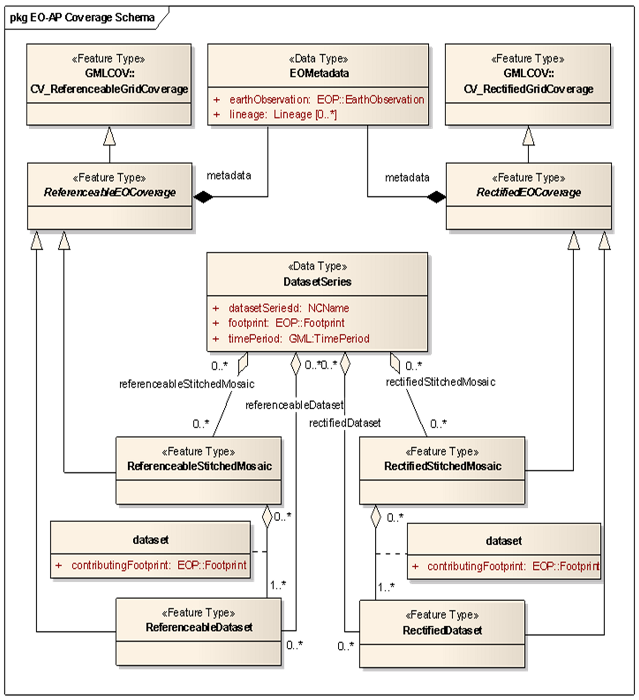 pkg EO-AP Coverage Schema
«Feature Type»
GMLCOV::
CV_ReferenceableGridCoverage
«Data Type»
EOMetadata
+ earthObservation: EOP::EarthObservation
+ lineage: Lineage [0..*]
«Feature Type»
GMLCOV::
CV_RectifiedGridCoverage
«Feature Type»
ReferenceableEOCoverage
metadata
metadata
«Feature Type»
RectifiedEOCoverage
«Data Type»
DatasetSeries
+ datasetSeriesId: NCName
+ footprint: EOP::Footprint
+ timePeriod: GML:TimePeriod
0..*
0..*
0..*
0..*
referenceableStitchedMosaic
rectifiedStitchedMosaic
referenceableDataset
rectifiedDataset
0..*
0..*
«Feature Type»
ReferenceableStitchedMosaic
«Feature Type»
RectifiedStitchedMosaic
0..*
0..*
dataset
+ contributingFootprint: EOP::Footprint
dataset
+ contributingFootprint: EOP::Footprint
1..*
1..*
«Feature Type»
ReferenceableDataset
0..*
«Feature Type»
RectifiedDataset
0..*